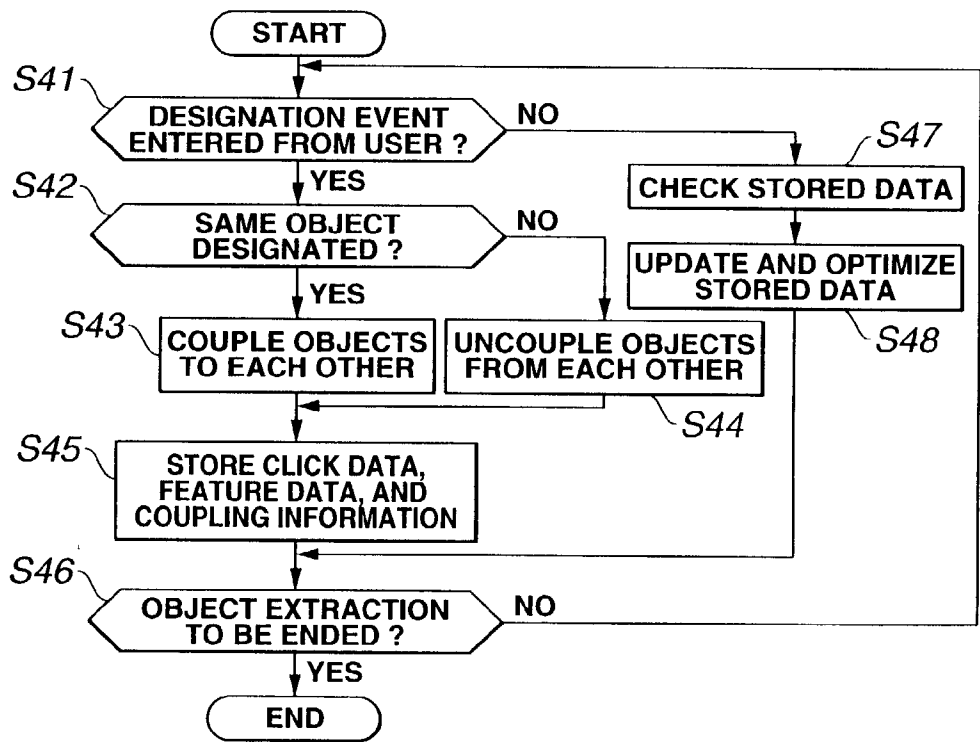 START
S41
DESIGNATION EVENT
ENTERED FROM USER ?
NO
YES
S47
CHECK STORED DATA
S42
SAME OBJECT
DESIGNATED ?
NO
YES
UPDATE AND OPTIMIZE
STORED DATA
S48
S43
COUPLE OBJECTS
TO EACH OTHER
UNCOUPLE OBJECTS
FROM EACH OTHER
S44
S45
STORE CLICK DATA,
FEATURE DATA, AND
COUPLING INFORMATION
S46
OBJECT EXTRACTION
TO BE ENDED ?
NO
YES
END